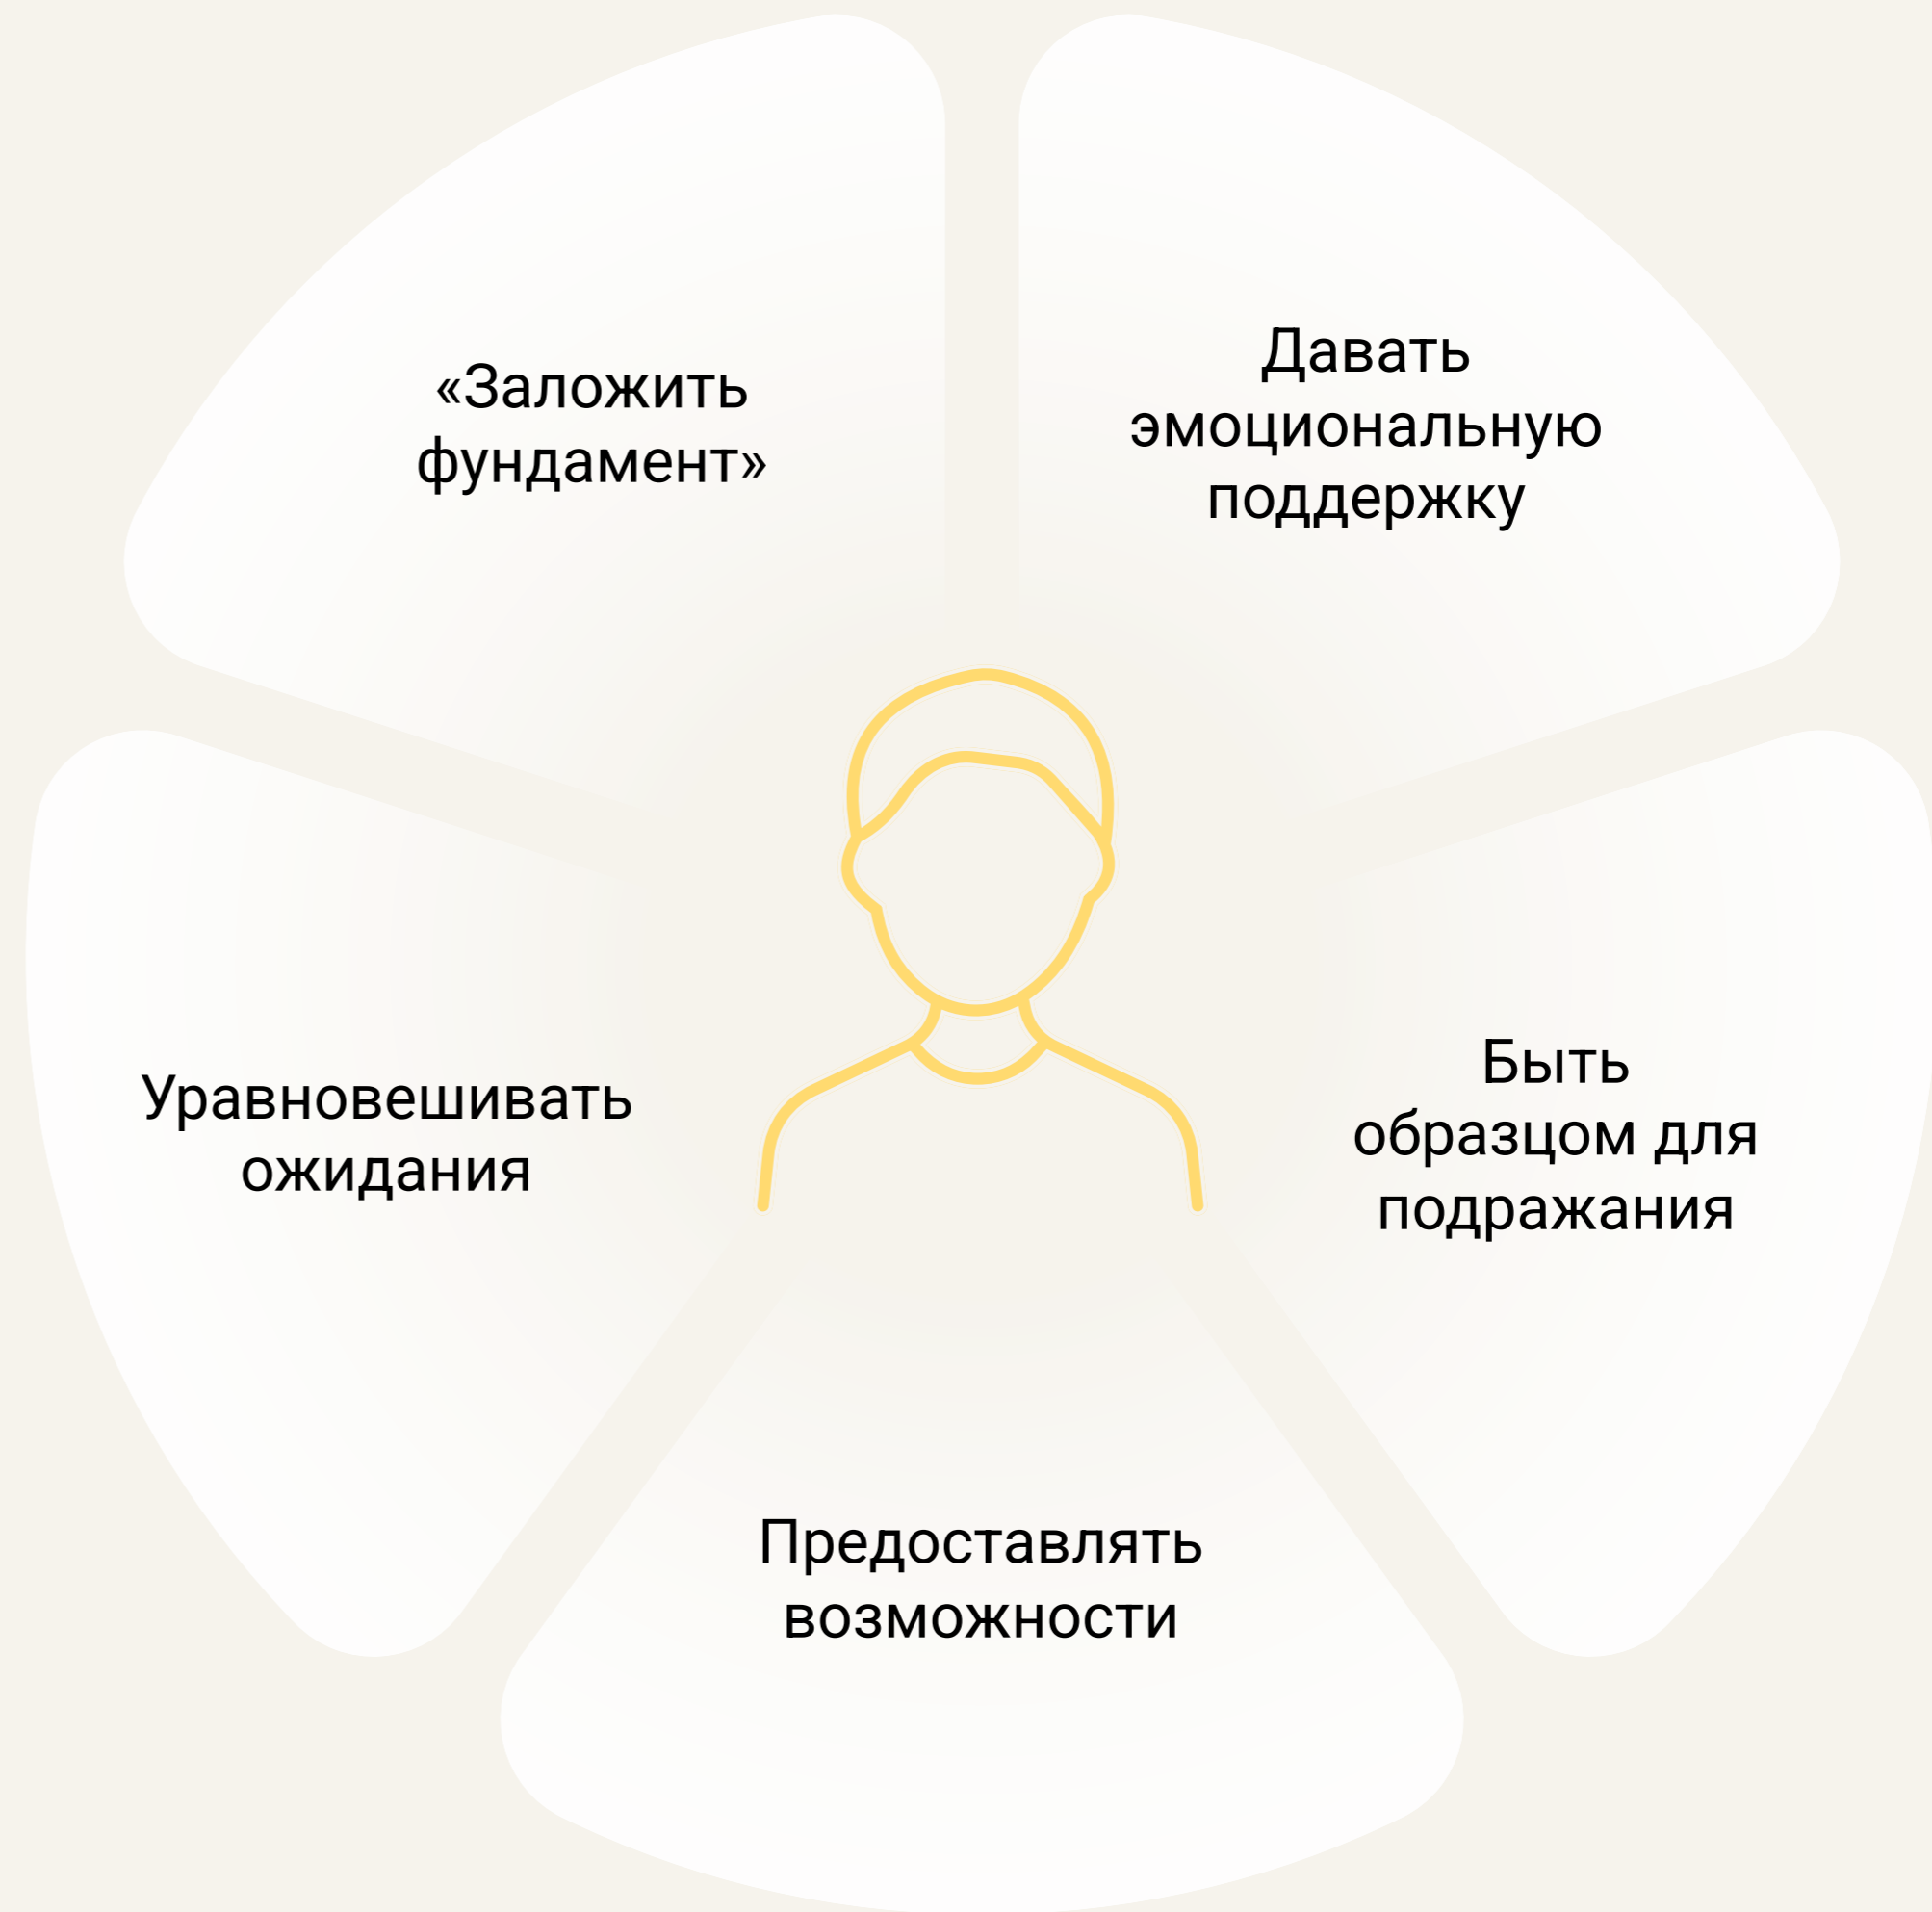 «Заложить
фундамент»
Давать
эмоциональную
поддержку
Уравновешивать
ожидания
Быть
образцом для
подражания
Предоставлять
возможности